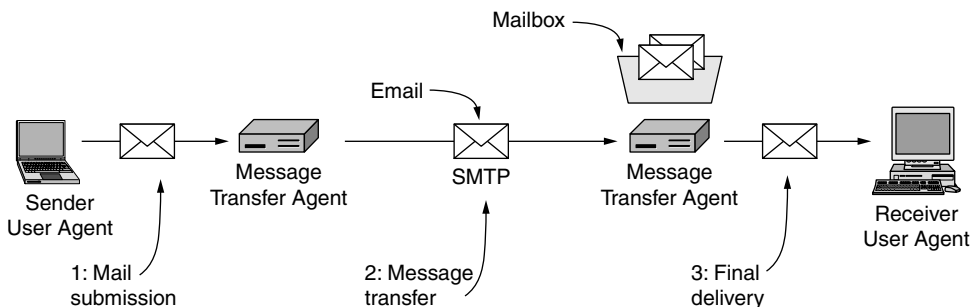 Mailbox
Email
SMTP
Message
Transfer Agent
Message
Transfer Agent
Sender
User Agent
Receiver
User Agent
1: Mail
submission
2: Message
transfer
3: Final
delivery